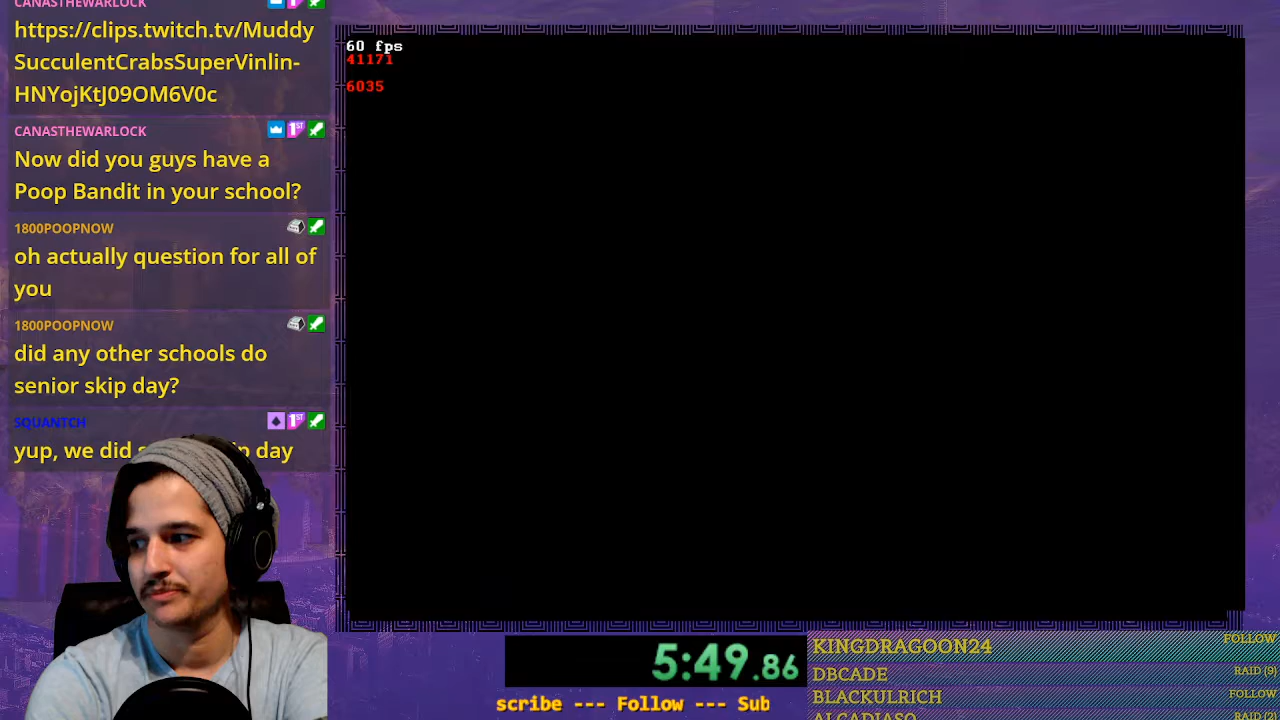 CANASTHEWARLOCK
https://clips.twitch.tv/Muddy
SucculentCrabsSuperVinlin-
HNYojKtJ09OM6V0c
CANASTHEWARLOCK
Now did you guys have a
Poop Bandit in your school?
1800POOPNOW
oh actually question for all of
you
1800POOPNOW
did any other schools do
senior skip day?
SQUANTCH
yup, we did day
60 fps
41171
6035
5:49.86
scribe --- Follow --- Sub
KINGDRAGOON24 FOLLOW
DBCADE RAID (9)
BLACKULRICH FOLLOW
ALCADIASO RAID (2)